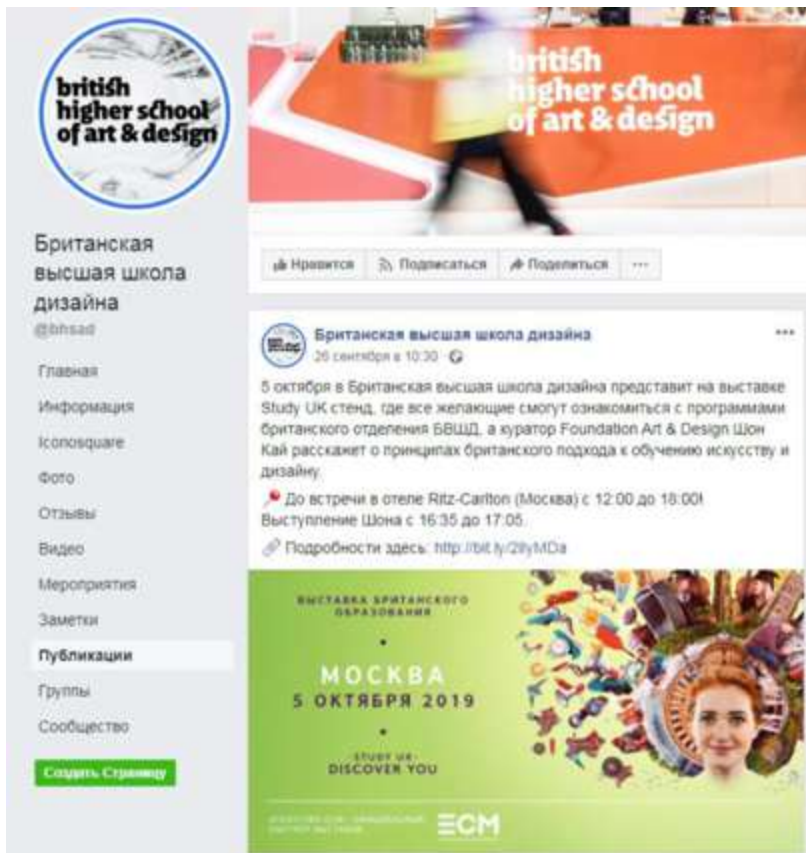 british
higher school
of art & design
Британская
высшая школа
дизайна
@bhsad
Главная
Информация
Iconosquare
Фото
Отзывы
Видео
Мероприятия
Заметки
Публикации
Группы
Сообщество
Создать Страницу
british
higher school
of art & design
Нравится Подписаться Поделиться ...
Британская высшая школа дизайна
26 сентября в 10:30
5 октября в Британская высшая школа дизайна представит на выставке
Study UK стенд, где все желающие смогут ознакомиться с программами
британского отделения БВШД, а куратор Foundation Art & Design Шон
Кай расскажет о принципах британского подхода к обучению искусству и
дизайну.
До встречи в отеле Ritz-Carlton (Москва) с 12:00 до 18:00!
Выступление Шона с 16:35 до 17:05.
Подробности здесь:
ВЫСТАВКА БРИТАНСКОГО
ОБРАЗОВАНИЯ
МОСКВА
5 ОКТЯБРЯ 2019
STUDY UK
DISCOVER YOU
ECM